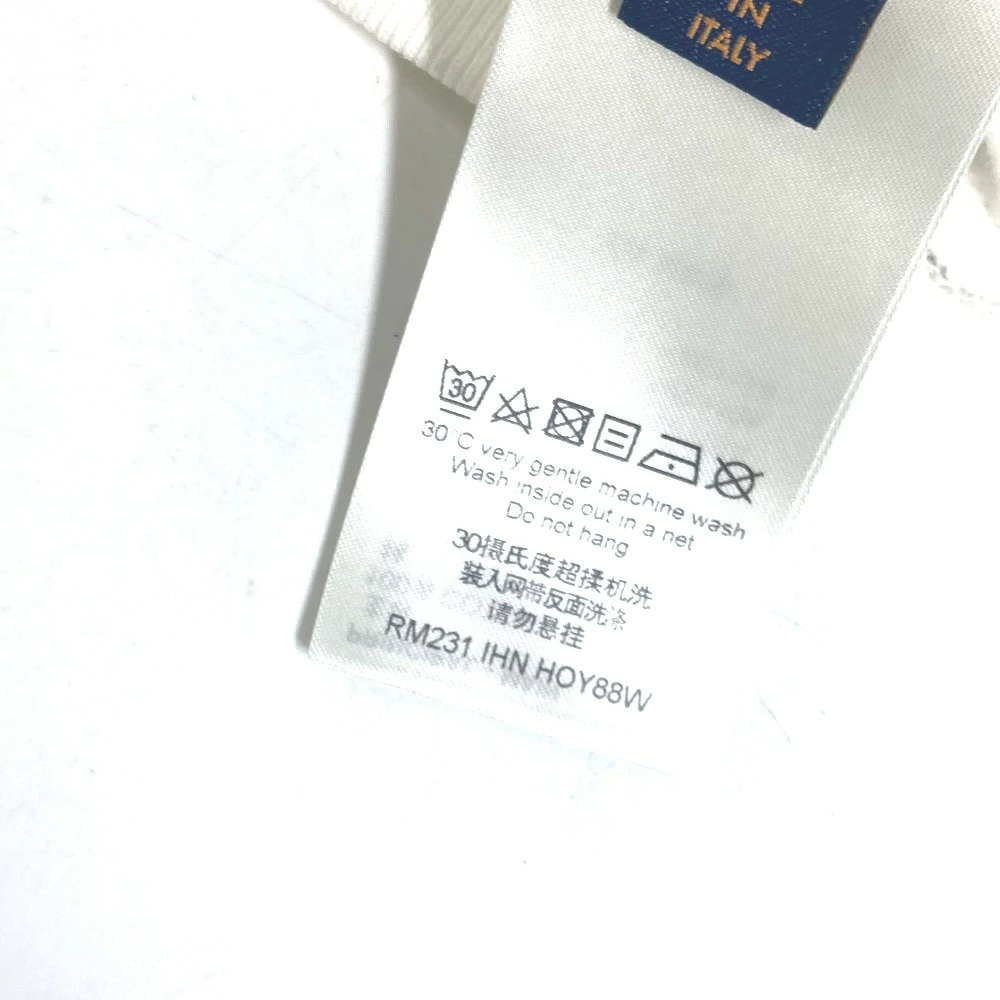 IN
ITALY
30
30°C very gentle machine wash
Wash inside out in a net
Do not hang
30摄氏度超揉机洗
装入网带反面洗涤
请勿悬挂
RM231 IHN HOY88W